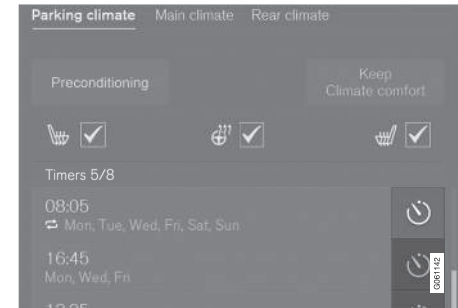 Parking climate Main climate Rear climate
Preconditioning
Keep
Climate comfort
Timers 5/8
08:05
Mon, Tue, Wed, Fri, Sat, Sun
16:45
Mon, Wed, Fri
G061142